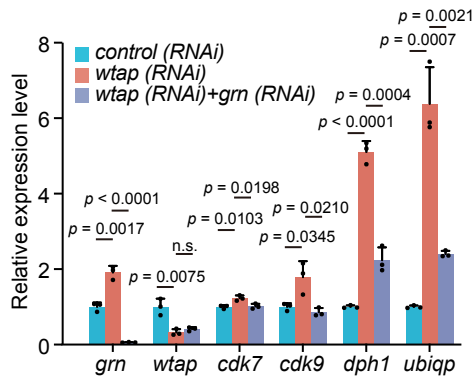 Relative expression level
8
6
4
2
0
control (RNAi)
wtap (RNAi)
wtap (RNAi)+grn (RNAi)
p = 0.0021
p = 0.0007
p = 0.0004
p < 0.0001
p < 0.0001
p = 0.0017
n.s.
p = 0.0075
p = 0.0198
p = 0.0103
p = 0.0210
p = 0.0345
grn wtap cdk7 cdk9 dph1 ubiqp